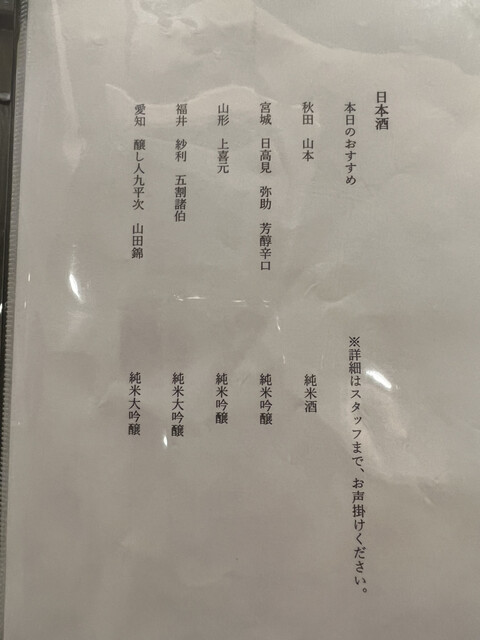 日本酒
本日のおすすめ ※詳細はスタッフまで、お声掛けください。
秋田 山本 純米酒
宮城 日高見 弥助 芳醇辛口 純米吟醸
山形 上喜元 純米吟醸
福井 紗利 五割諸伯 純米大吟醸
愛知 醸し人九平次 山田錦 純米大吟醸